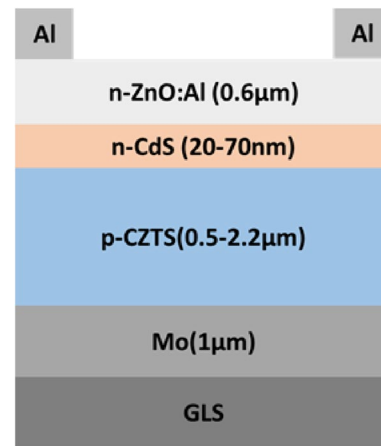 Al Al
n-ZnO:Al (0.6μm)
n-CdS (20-70nm)
p-CZTS(0.5-2.2μm)
Mo(1μm)
GLS